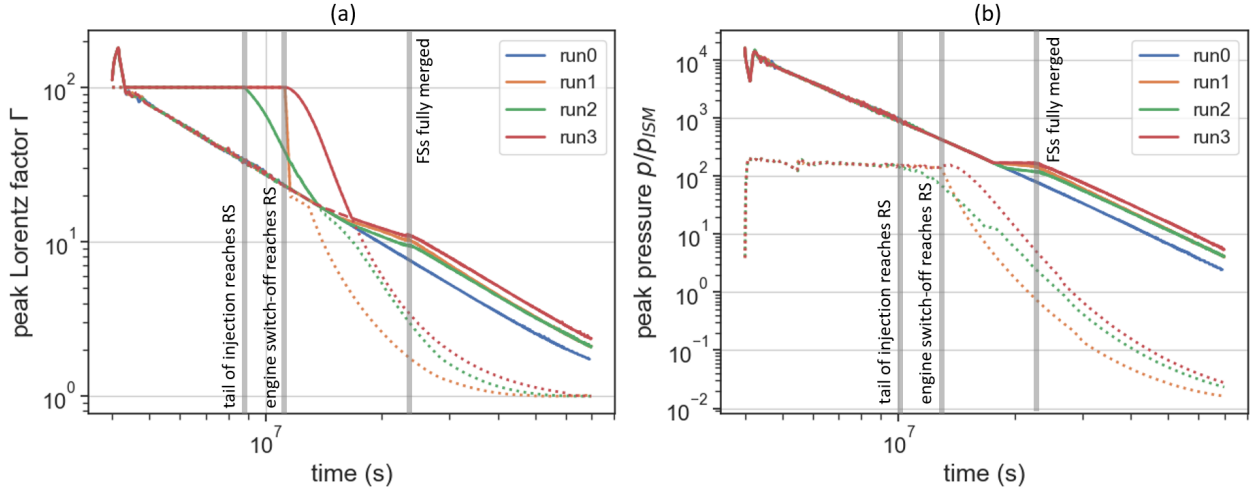 (a)
peak Lorentz factor Γ
10²
10¹
10⁰
tail of injection reaches RS
engine switch-off reaches RS
FSs fully merged
run0
run1
run2
run3
10⁷
time (s)
(b)
peak pressure p/p_ISM
10⁴
10³
10²
10¹
10⁰
10⁻¹
10⁻²
tail of injection reaches RS
engine switch-off reaches RS
FSs fully merged
run0
run1
run2
run3
10⁷
time (s)